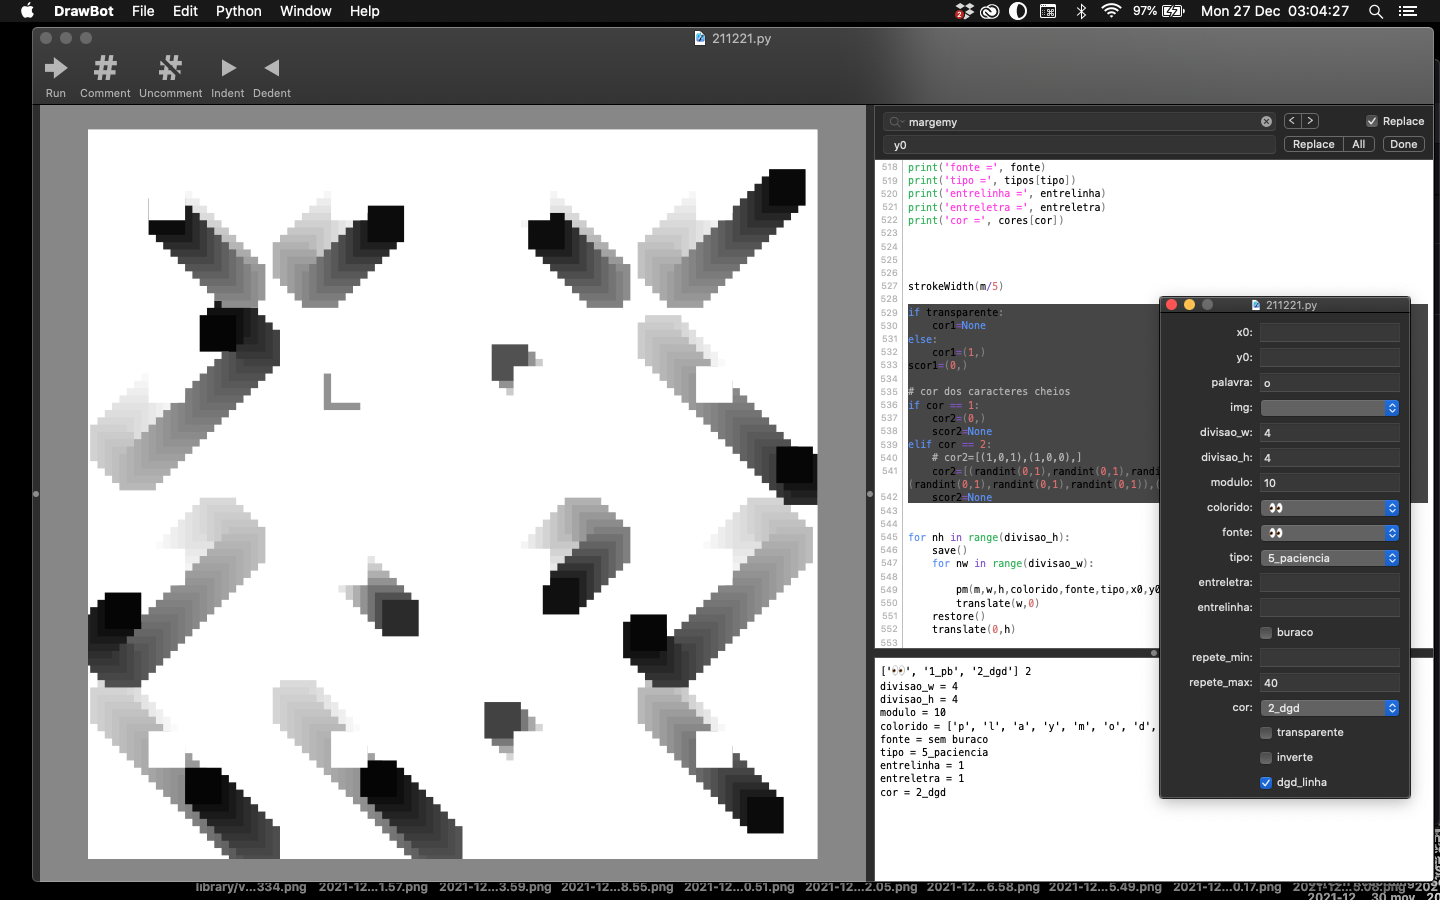 DrawBot File Edit Python Window Help 97% Mon 27 Dec 03:04:27
211221.py
Run Comment Uncomment Indent Dedent
margemy
Replace
y0
Replace All Done
518 print('fonte =', fonte)
519 print('tipo =', tipos[tipo])
520 print('entrelinha =', entrelinha)
521 print('entreletra =', entreletra)
522 print('cor =', cores[cor])
523
524
525
526
527 strokeWidth(m/5)
528
529 if transparente:
530 cor1=None
531 else:
532 cor1=(1,)
533 scor1=(0,)
534
535 # cor dos caracteres cheios
536 if cor == 1:
537 cor2=(0,)
538 scor2=None
539 elif cor == 2:
540 # cor2=[(1,0,1),(1,0,0),]
541 cor2=[(randint(0,1),randint(0,1),randi
(randint(0,1),randint(0,1),randint(0,1)),(
542 scor2=None
543
544
545 for nh in range(divisao_h):
546 save()
547 for nw in range(divisao_w):
548
549 pm(m,w,h,colorido,fonte,tipo,x0,y0
550 translate(w,0)
551 restore()
552 translate(0,h)
553
['👀', '1_pb', '2_dgd'] 2
divisao_w = 4
divisao_h = 4
modulo = 10
colorido = ['p', 'l', 'a', 'y', 'm', 'o', 'd',
fonte = sem buraco
tipo = 5_paciencia
entrelinha = 1
entreletra = 1
cor = 2_dgd
211221.py
x0:
y0:
palavra: o
img:
divisao_w: 4
divisao_h: 4
modulo: 10
colorido: 👀
fonte: 👀
tipo: 5_paciencia
entreletra:
entrelinha:
buraco
repete_min:
repete_max: 40
cor: 2_dgd
transparente
inverte
dgd_linha
library/v...334.png 2021-12...1.57.png 2021-12...3.59.png 2021-12...8.55.png 2021-12...0.51.png 2021-12...2.05.png 2021-12...6.58.png 2021-12...5.49.png 2021-12...0.17.png